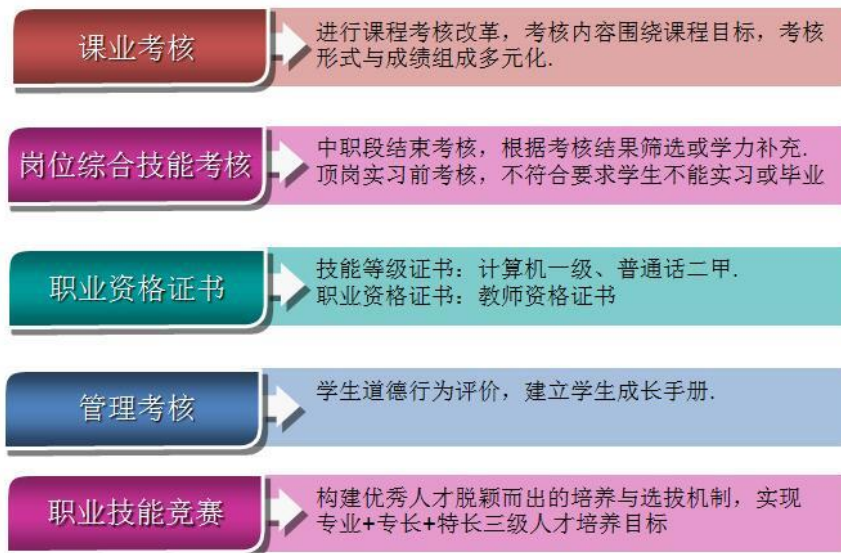 课业考核
进行课程考核改革，考核内容围绕课程目标，考核
形式与成绩组成多元化.
岗位综合技能考核
中职段结束考核，根据考核结果筛选或学力补充.
顶岗实习前考核，不符合要求学生不能实习或毕业
职业资格证书
技能等级证书：计算机一级、普通话二甲.
职业资格证书：教师资格证书
管理考核
学生道德行为评价，建立学生成长手册.
职业技能竞赛
构建优秀人才脱颖而出的培养与选拔机制，实现
专业+专长+特长三级人才培养目标